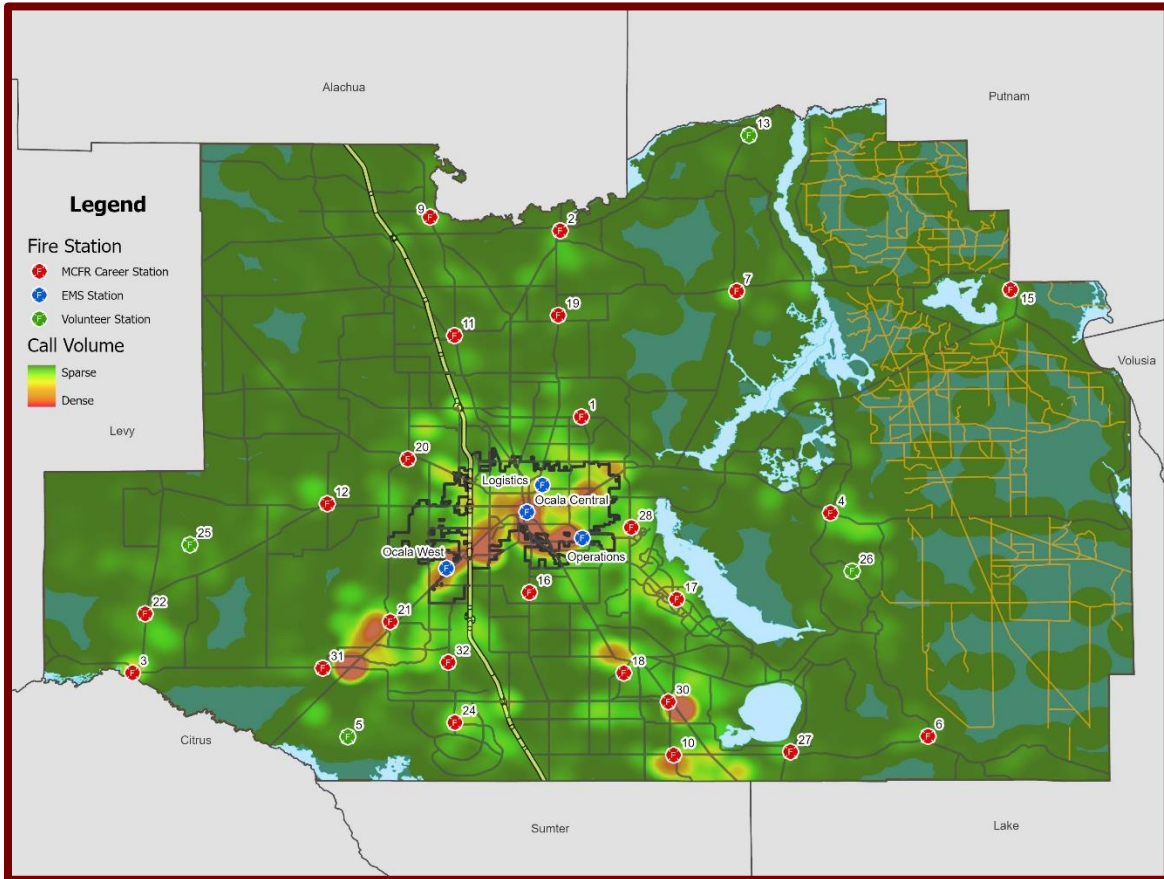 Alachua
Putnam
13
Legend
Fire Station
F MCFR Career Station
F EMS Station
F Volunteer Station
Call Volume
Sparse
Dense
9
2
7
15
19
11
Volusia
Levy
1
20
Logistics
Ocala Central
12
4
28
25
Operations
Ocala West
26
16
17
22
21
3
31
32
18
30
24
5
6
Citrus
10
27
Sumter
Lake